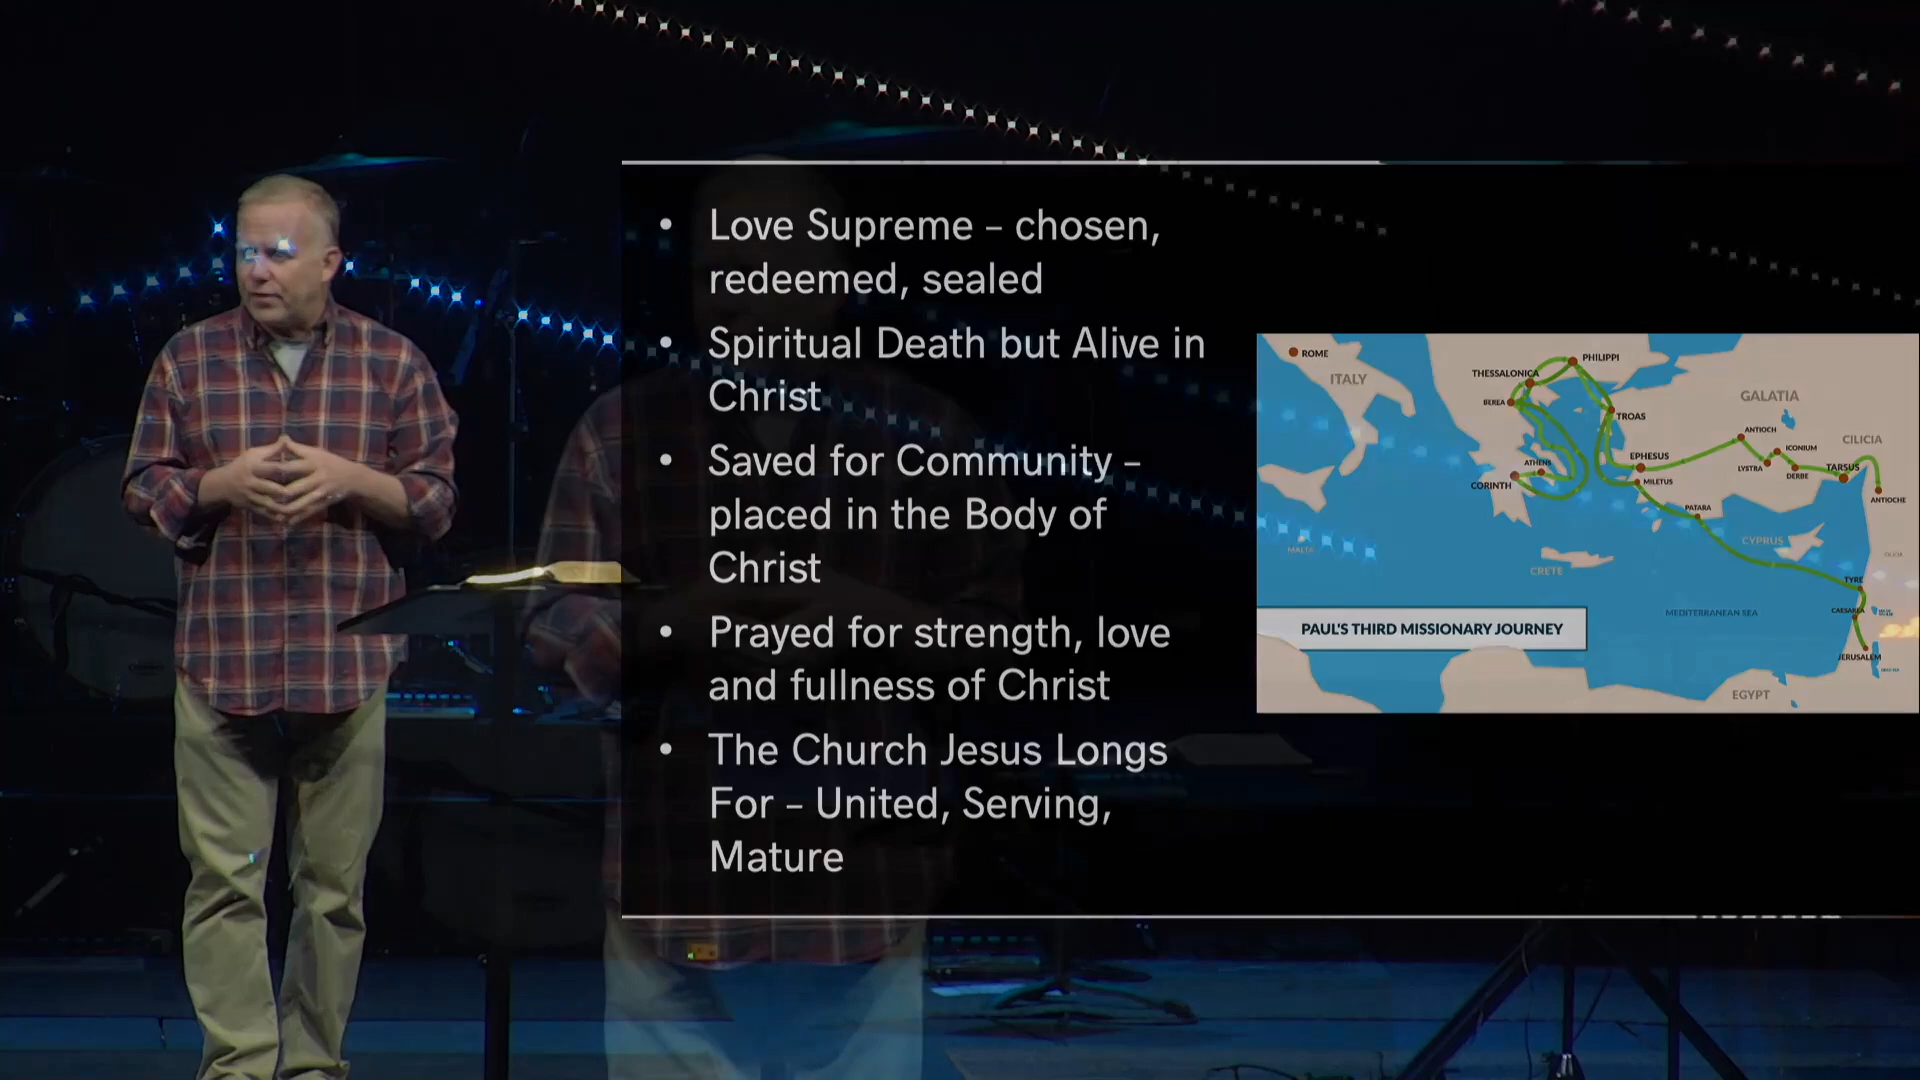 • Love Supreme – chosen,
redeemed, sealed
• Spiritual Death but Alive in
Christ
• Saved for Community –
placed in the Body of
Christ
• Prayed for strength, love
and fullness of Christ
• The Church Jesus Longs
For – United, Serving,
Mature
ROME
ITALY
PHILIPPI
THESSALONICA
BEREA
TROAS
GALATIA
ANTIOCH
ICONIUM
CILICIA
ATHENS
EPHESUS
LYSTRA
DERBE
TARSUS
CORINTH
MILETUS
ANTIOCHE
PATARA
CYPRUS
MALTA
CRETE
TYRE
MEDITERRANEAN SEA
CAESAREA
PAUL'S THIRD MISSIONARY JOURNEY
JERUSALEM
EGYPT